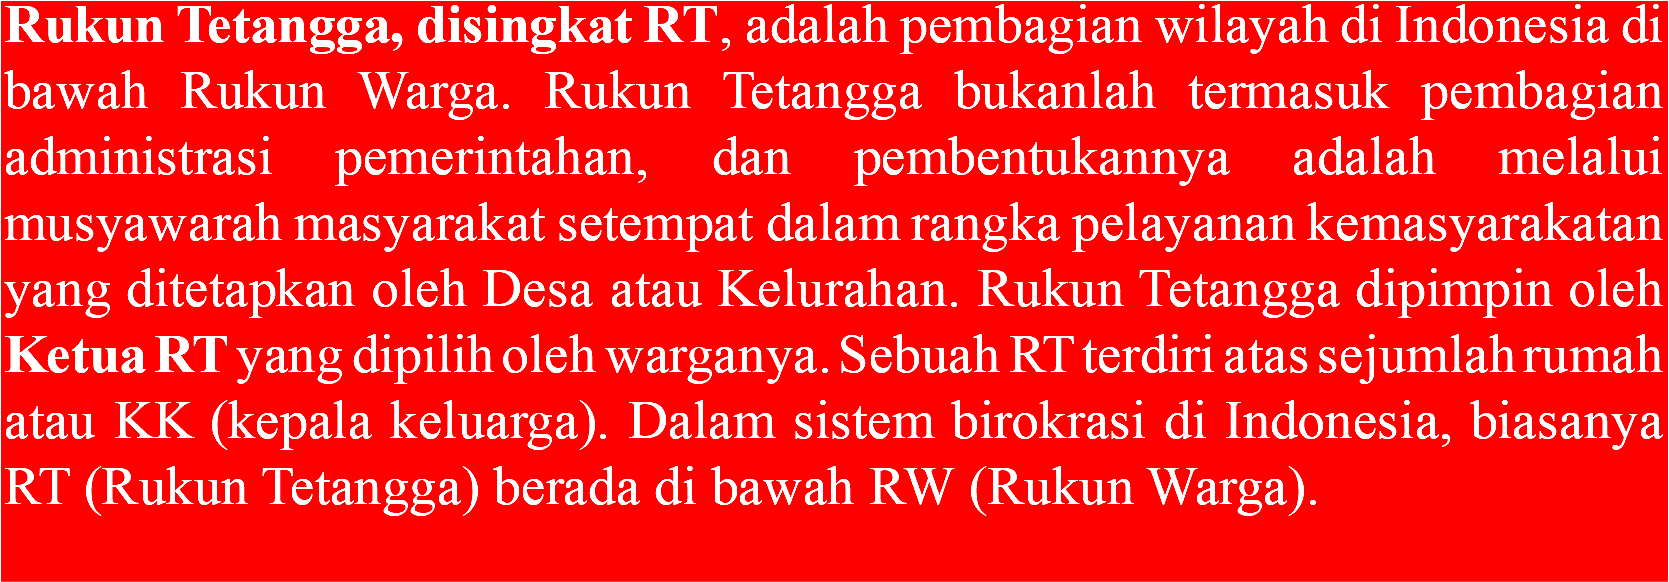 Rukun Tetangga, disingkat RT, adalah pembagian wilayah di Indonesia di
bawah Rukun Warga. Rukun Tetangga bukanlah termasuk pembagian
administrasi pemerintahan, dan pembentukannya adalah melalui
musyawarah masyarakat setempat dalam rangka pelayanan kemasyarakatan
yang ditetapkan oleh Desa atau Kelurahan. Rukun Tetangga dipimpin oleh
Ketua RT yang dipilih oleh warganya. Sebuah RT terdiri atas sejumlah rumah
atau KK (kepala keluarga). Dalam sistem birokrasi di Indonesia, biasanya
RT (Rukun Tetangga) berada di bawah RW (Rukun Warga).